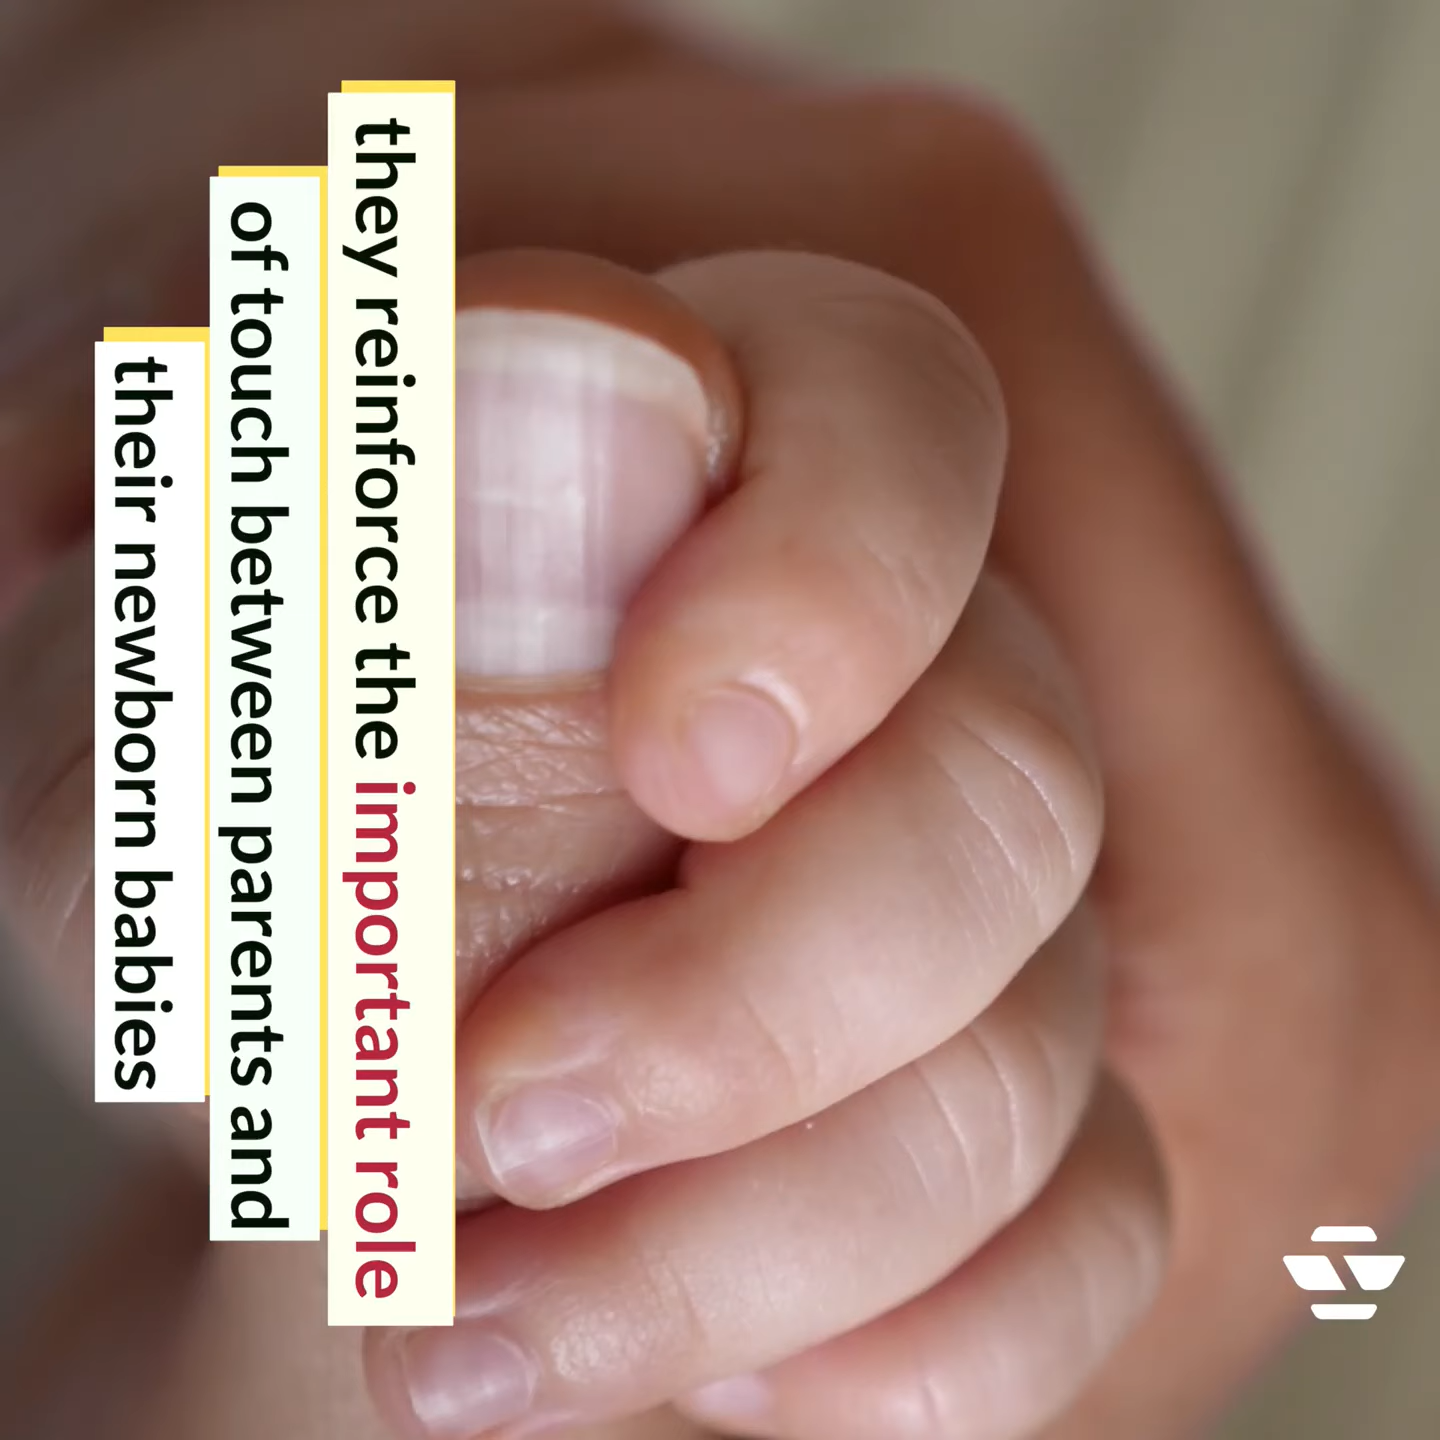 they reinforce the important role
of touch between parents and
their newborn babies